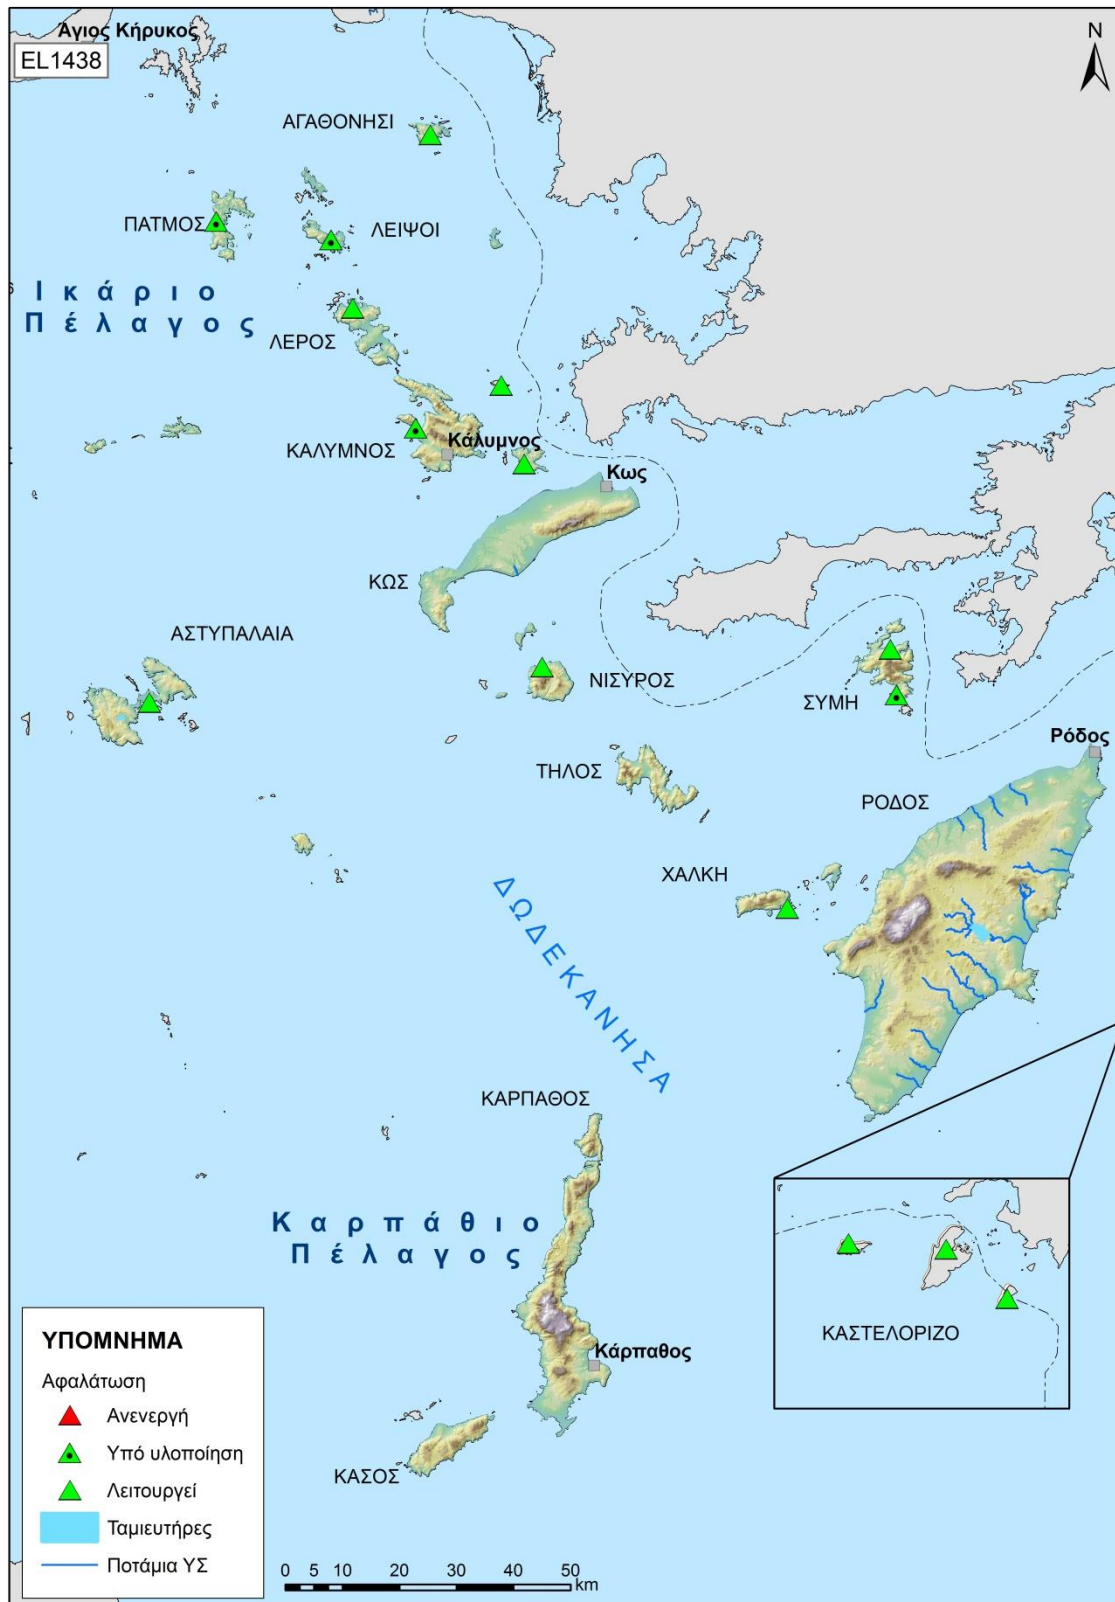 Άγιος Κήρυκος
EL1438
N
ΑΓΑΘΟΝΗΣΙ
ΠΑΤΜΟΣ
ΛΕΙΨΟΙ
Ικάριο
Πέλαγος
ΛΕΡΟΣ
ΚΑΛΥΜΝΟΣ
Κάλυμνος
Κως
ΚΩΣ
ΑΣΤΥΠΑΛΑΙΑ
ΝΙΣΥΡΟΣ
ΣΥΜΗ
Ρόδος
ΤΗΛΟΣ
ΡΟΔΟΣ
ΧΑΛΚΗ
ΔΩΔΕΚΑΝΗΣΑ
ΚΑΡΠΑΘΟΣ
Καρπάθιο
Πέλαγος
ΚΑΣΤΕΛΟΡΙΖΟ
Κάρπαθος
ΚΑΣΟΣ
ΥΠΟΜΝΗΜΑ
Αφαλάτωση
Ανενεργή
Υπό υλοποίηση
Λειτουργεί
Ταμιευτήρες
Ποτάμια ΥΣ
0 5 10 20 30 40 50
km